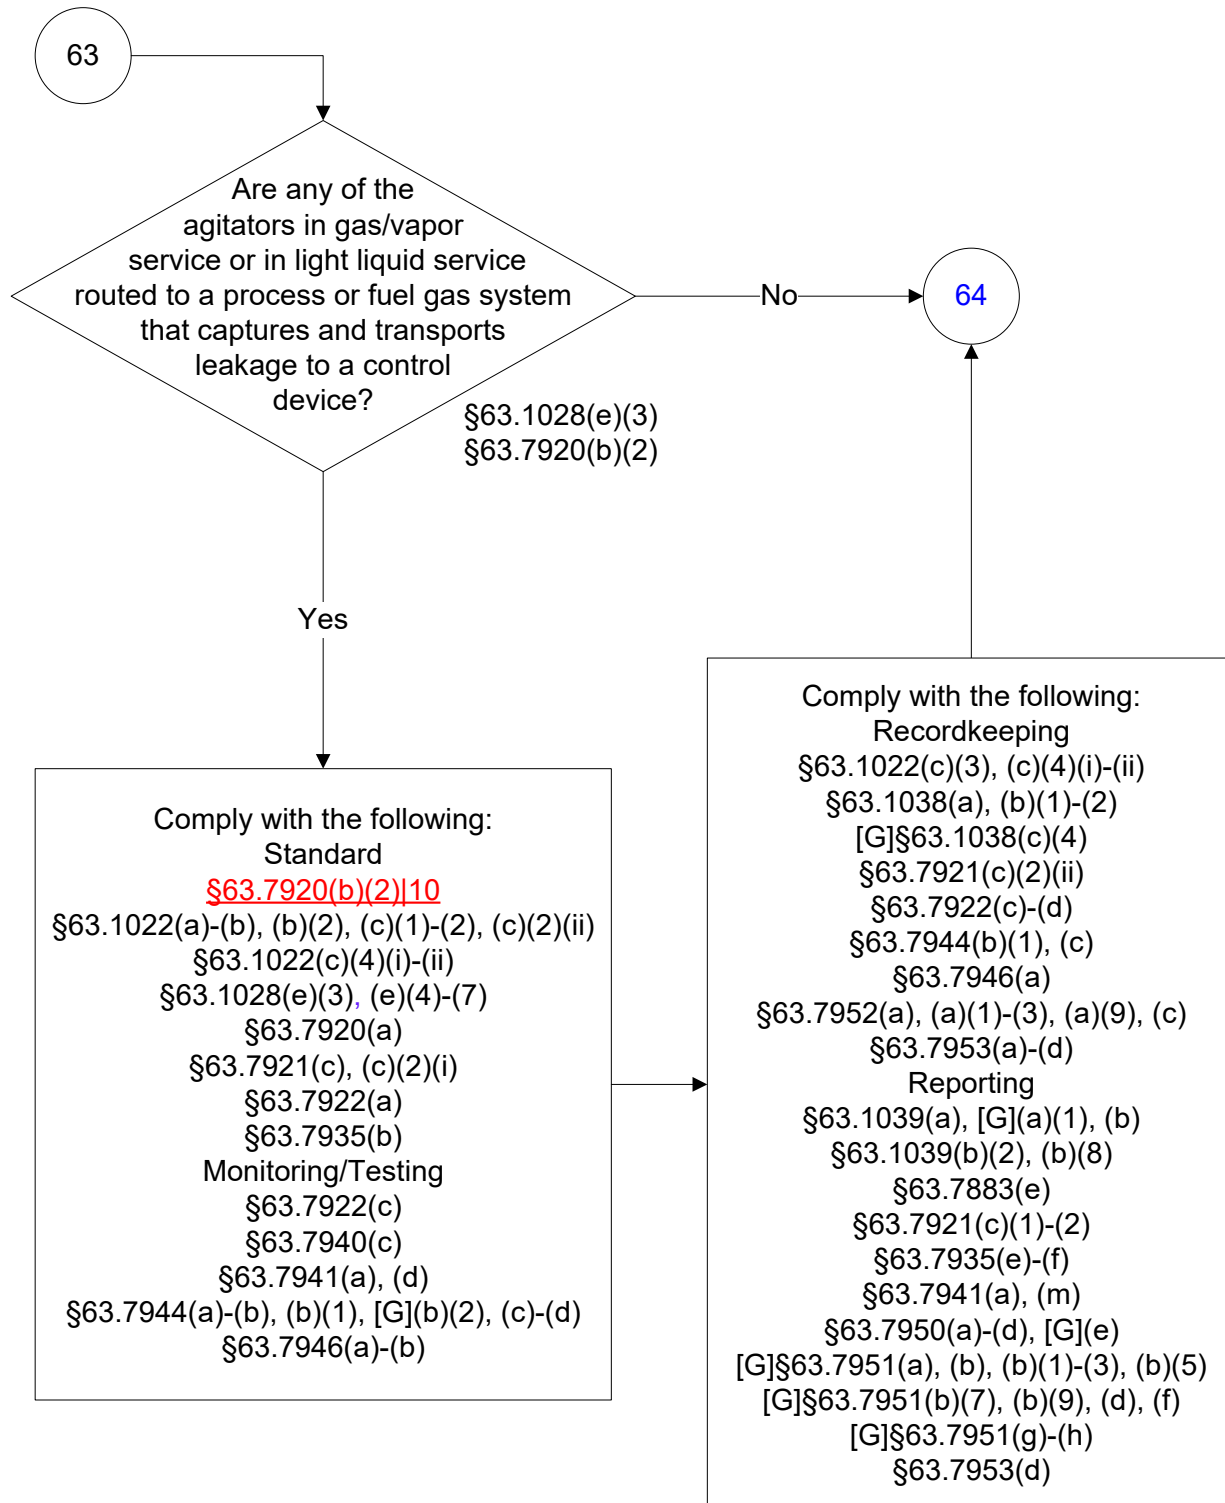 63
Are any of the
agitators in gas/vapor
service or in light liquid service
routed to a process or fuel gas system
that captures and transports
leakage to a control
device?
§63.1028(e)(3)
§63.7920(b)(2)
No
64
Yes
Comply with the following:
Standard
§63.7920(b)(2)|10
§63.1022(a)-(b), (b)(2), (c)(1)-(2), (c)(2)(ii)
§63.1022(c)(4)(i)-(ii)
§63.1028(e)(3), (e)(4)-(7)
§63.7920(a)
§63.7921(c), (c)(2)(i)
§63.7922(a)
§63.7935(b)
Monitoring/Testing
§63.7922(c)
§63.7940(c)
§63.7941(a), (d)
§63.7944(a)-(b), (b)(1), [G](b)(2), (c)-(d)
§63.7946(a)-(b)
Comply with the following:
Recordkeeping
§63.1022(c)(3), (c)(4)(i)-(ii)
§63.1038(a), (b)(1)-(2)
[G]§63.1038(c)(4)
§63.7921(c)(2)(ii)
§63.7922(c)-(d)
§63.7944(b)(1), (c)
§63.7946(a)
§63.7952(a), (a)(1)-(3), (a)(9), (c)
§63.7953(a)-(d)
Reporting
§63.1039(a), [G](a)(1), (b)
§63.1039(b)(2), (b)(8)
§63.7883(e)
§63.7921(c)(1)-(2)
§63.7935(e)-(f)
§63.7941(a), (m)
§63.7950(a)-(d), [G](e)
[G]§63.7951(a), (b), (b)(1)-(3), (b)(5)
[G]§63.7951(b)(7), (b)(9), (d), (f)
[G]§63.7951(g)-(h)
§63.7953(d)